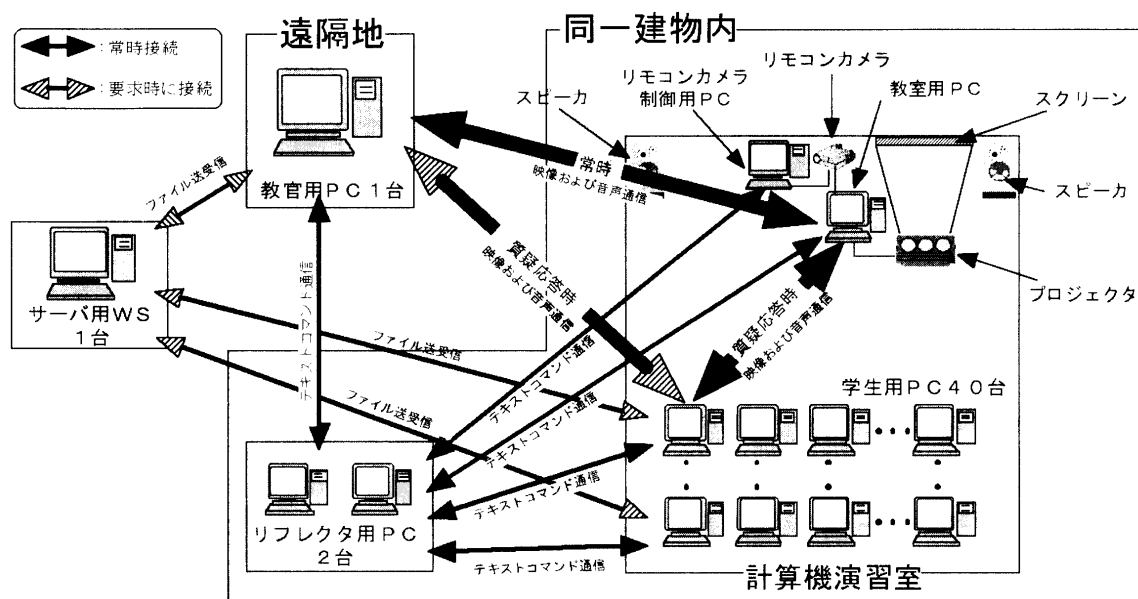 :常時接続
:要求時に接続
遠隔地
同一建物内
教官用PC1台
サーバ用WS
1台
リフレクタ用PC
2台
スピーカ
リモコンカメラ
制御用PC
リモコンカメラ
教室用PC
スクリーン
スピーカ
プロジェクタ
学生用PC40台
計算機演習室
ファイル送受信
テキストコマンド通信
常時
映像および音声通信
質疑応答時
映像および音声通信
質疑応答時
映像および音声通信
ファイル送受信
ファイル送受信
テキストコマンド通信
テキストコマンド通信
テキストコマンド通信
テキストコマンド通信